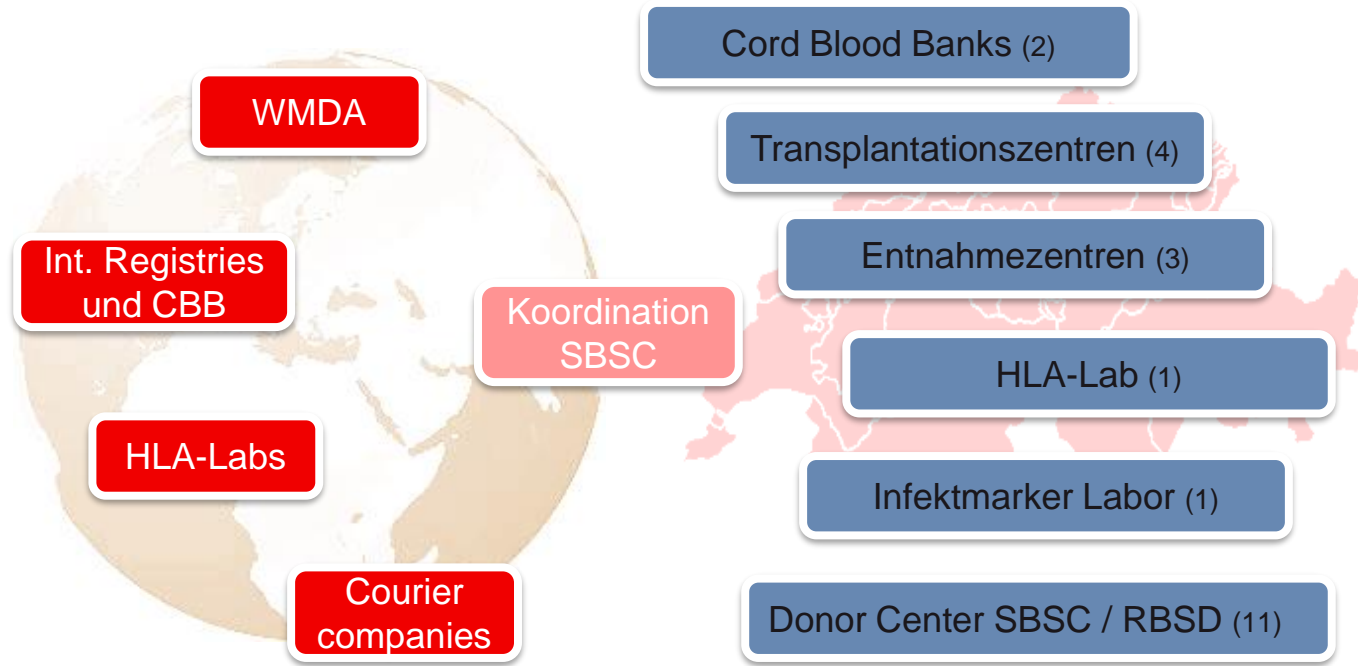 WMDA
Int. Registries
und CBB
HLA-Labs
Courier
companies
Koordination
SBSC
Cord Blood Banks (2)
Transplantationszentren (4)
Entnahmezentren (3)
HLA-Lab (1)
Infektmarker Labor (1)
Donor Center SBSC / RBSD (11)